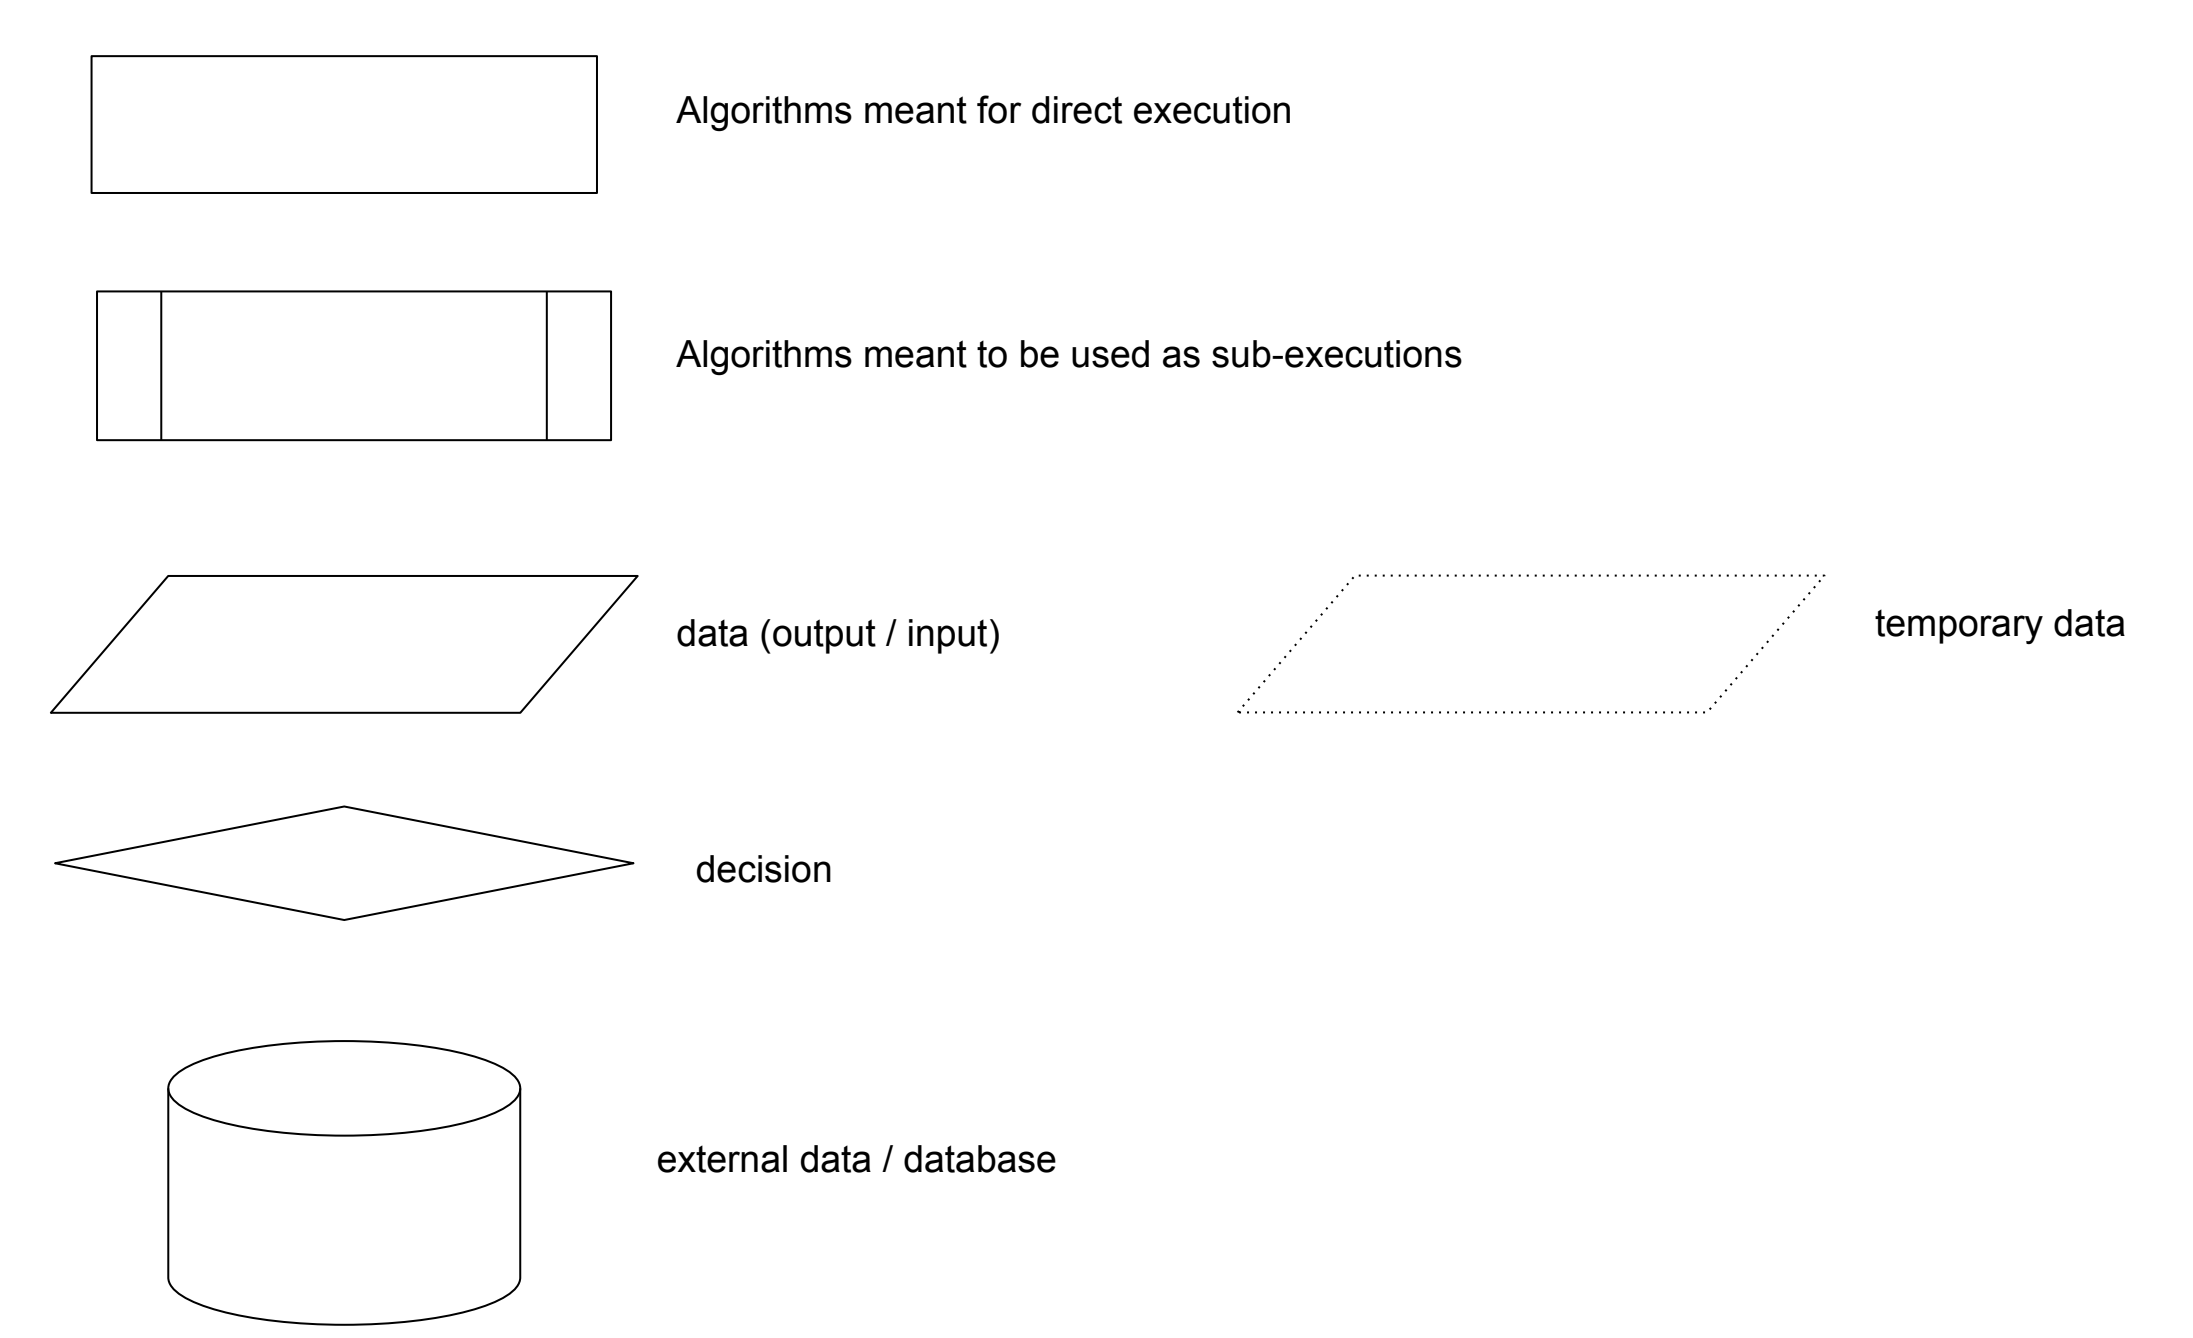 Algorithms meant for direct execution
Algorithms meant to be used as sub-executions
data (output / input)
temporary data
decision
external data / database